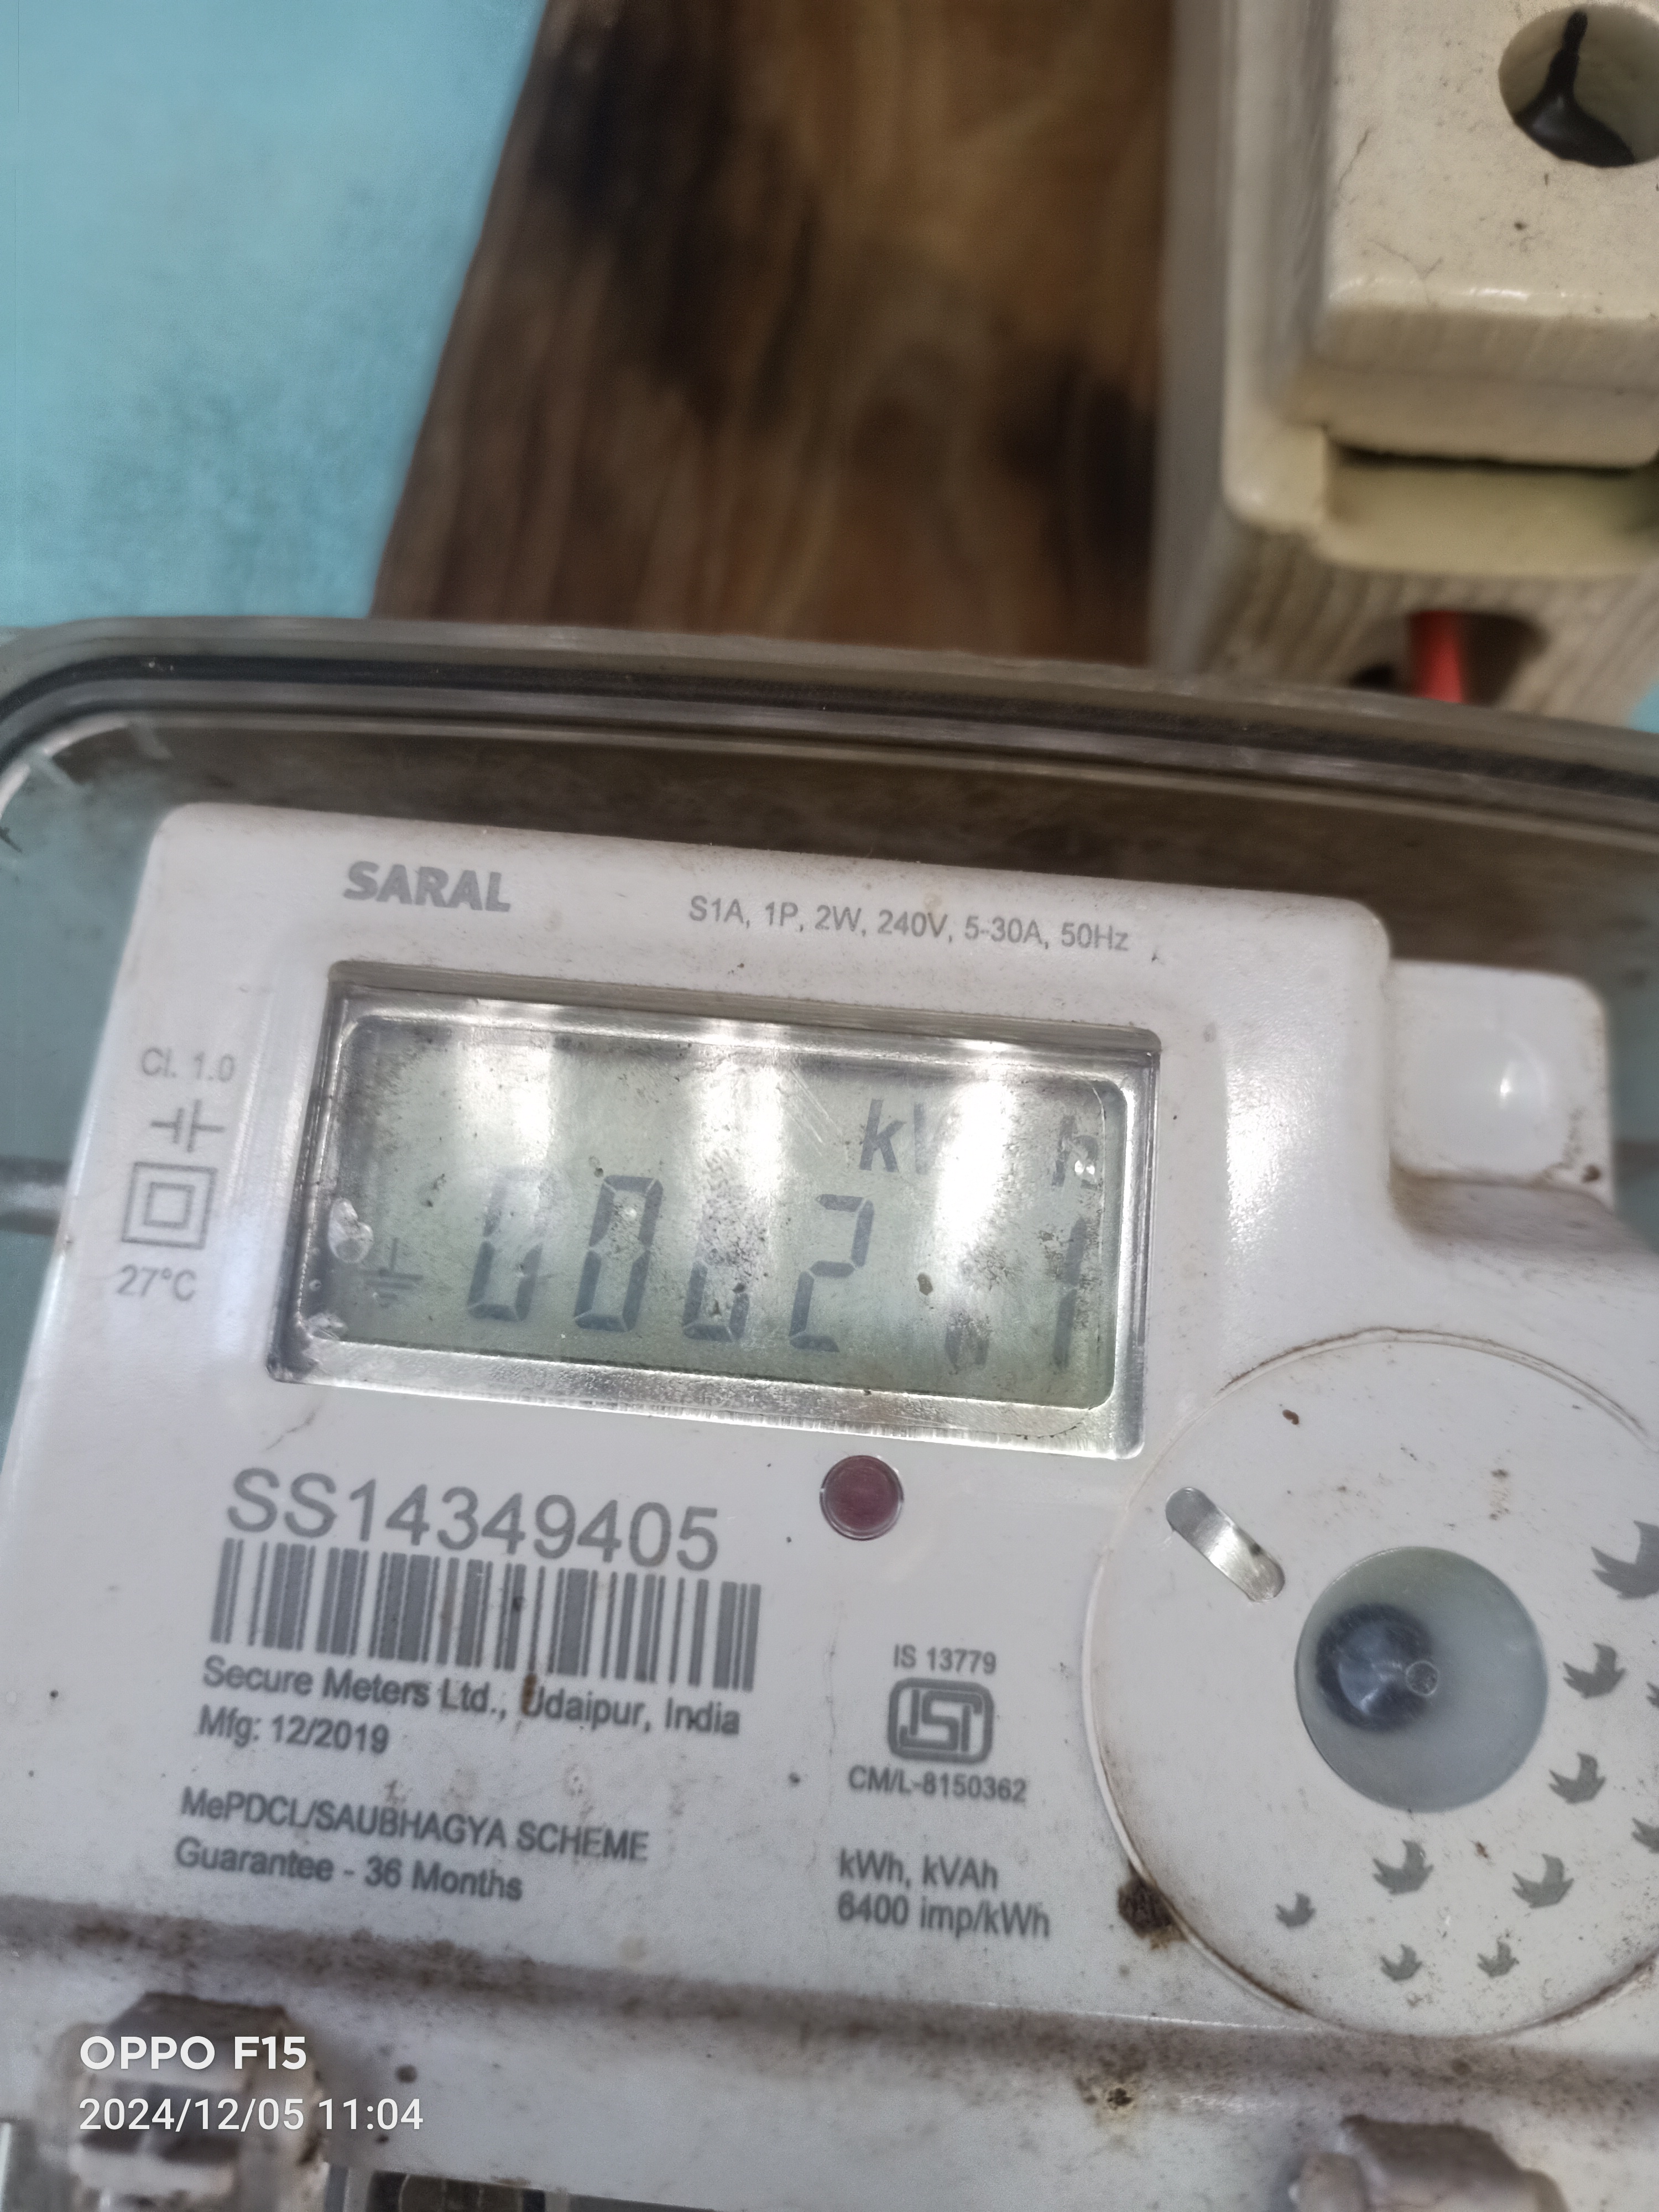 SARAL
S1A, 1P, 2W, 240V, 5-30A, 50Hz
Cl. 1.0
27°C
SS14349405
Secure Meters Ltd., Udaipur, India
Mfg: 12/2019
MePDCL/SAUBHAGYA SCHEME
Guarantee - 36 Months
IS 13779
ISI
CM/L-8150362
kWh, kVAh
6400 imp/kWh
OPPO F15
2024/12/05 11:04